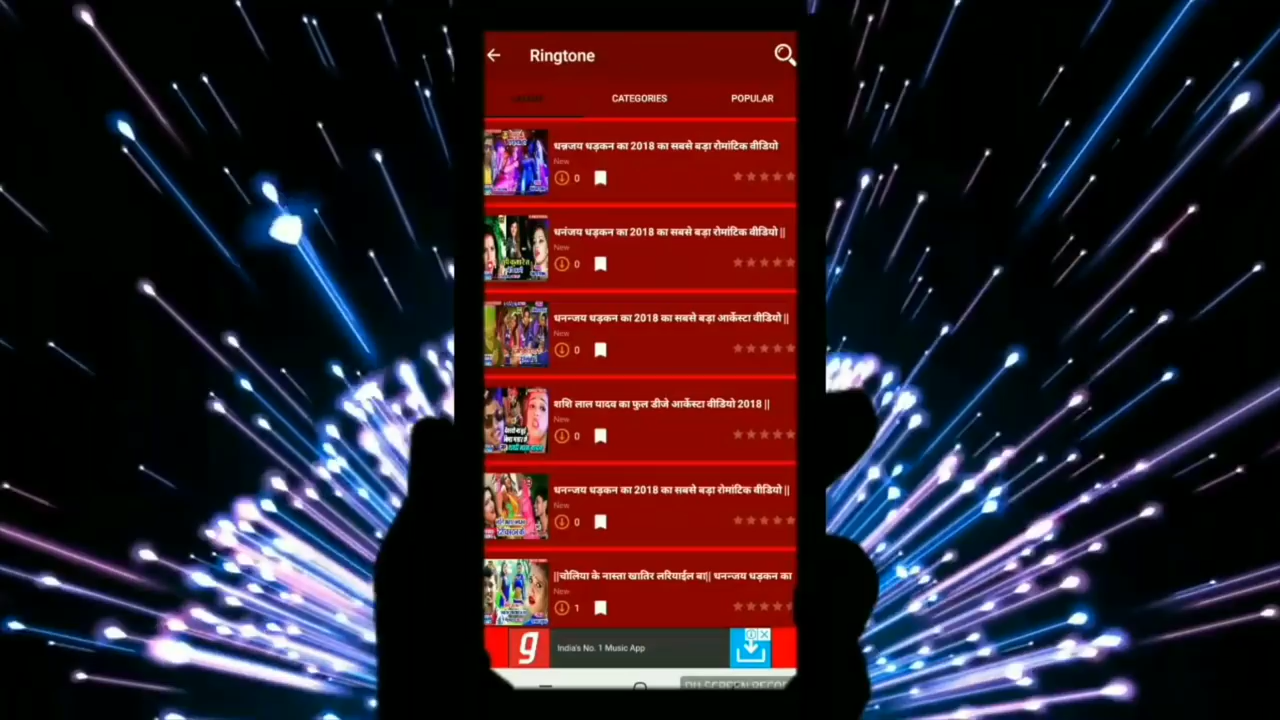 Ringtone
CATEGORIES
POPULAR
धन्नजय धड़कन का 2018 का सबसे बड़ा रोमांटिक वीडियो
New
0
धनंजय धड़कन का 2018 का सबसे बड़ा रोमांटिक वीडियो ||
New
0
धनन्जय धड़कन का 2018 का सबसे बड़ा आर्केस्टा वीडियो ||
New
0
शशि लाल यादव का फुल डीजे आर्केस्टा वीडियो 2018 ||
New
0
धनन्जय धड़कन का 2018 का सबसे बड़ा रोमांटिक वीडियो ||
New
0
||चोलिया के नास्ता खातिर लरियाईल बा|| धनन्जय धड़कन का
New
1
g
India's No. 1 Music App